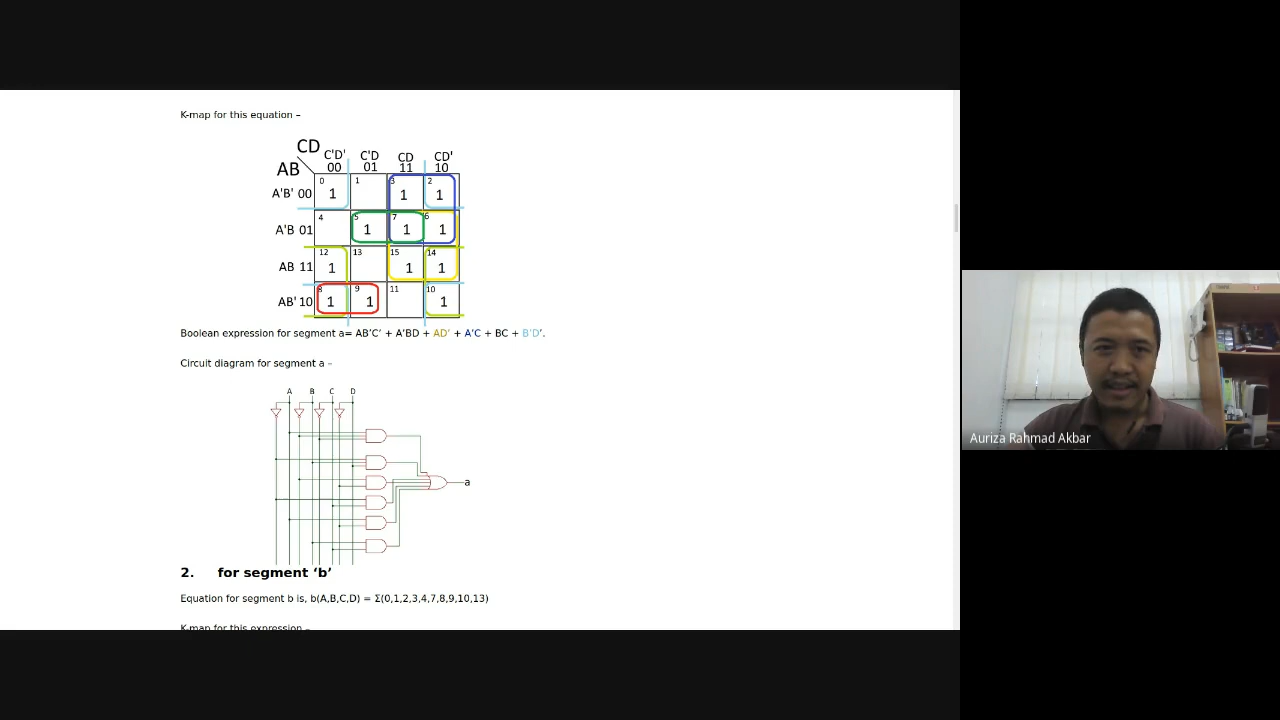 K-map for this equation –
CD
AB
C'D' C'D CD CD'
00 01 11 10
A'B' 00 0 1 1 3 1 2 1
A'B 01 4 5 1 7 1 6 1
AB 11 12 1 13 15 1 14 1
AB' 10 8 1 9 1 11 10 1
Boolean expression for segment a= AB’C’ + A’BD + AD’ + A’C + BC + B’D’.
Circuit diagram for segment a –
A B C D
a
2. for segment ‘b’
Equation for segment b is, b(A,B,C,D) = Σ(0,1,2,3,4,7,8,9,10,13)
K-map for this expression –
Auriza Rahmad Akbar